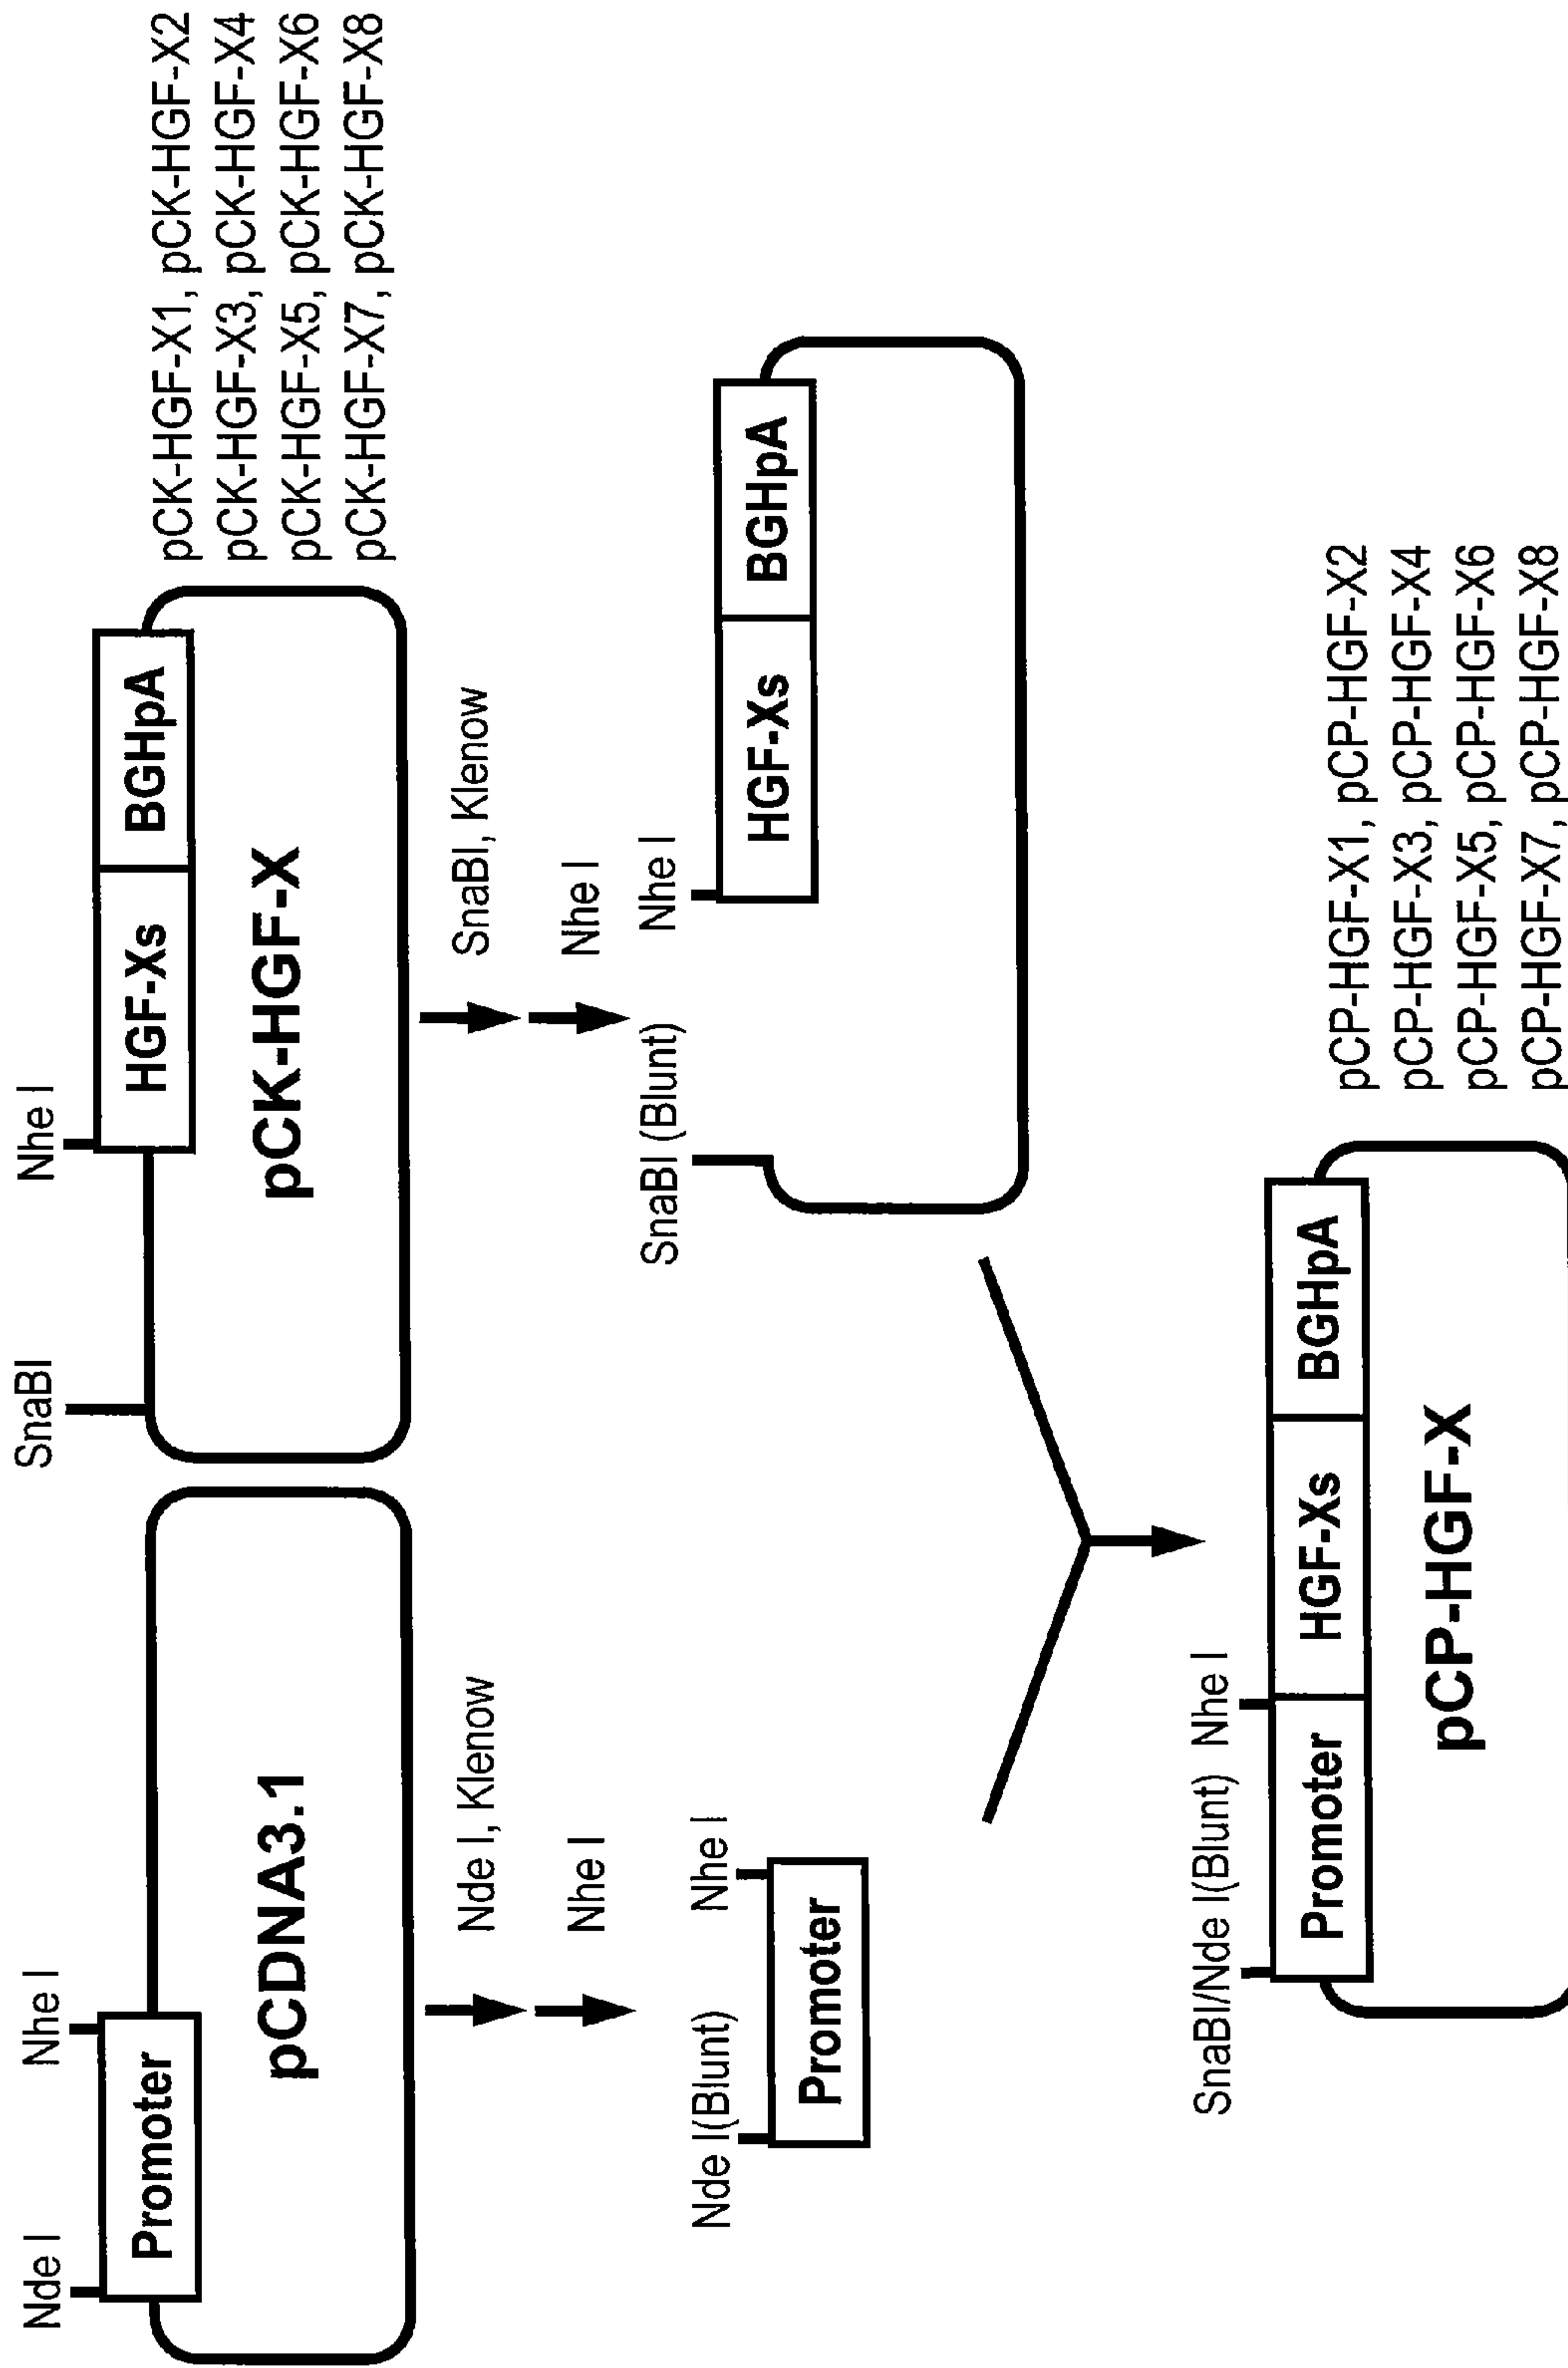 Nde I
Nhe I
Promoter
pCDNA3.1
SnaBI
Nhe I
HGF-Xs
BGHpA
pCK-HGF-X
pCK-HGF-X1, pCK-HGF-X2
pCK-HGF-X3, pCK-HGF-X4
pCK-HGF-X5, pCK-HGF-X6
pCK-HGF-X7, pCK-HGF-X8
Nde I, Klenow
Nhe I
SnaBI, Klenow
Nhe I
Nde I(Blunt)
Nhe I
Promoter
SnaBI (Blunt)
Nhe I
HGF-Xs
BGHpA
SnaBI/Nde I(Blunt)
Nhe I
Promoter
HGF-Xs
BGHpA
pCP-HGF-X
pCP-HGF-X1, pCP-HGF-X2
pCP-HGF-X3, pCP-HGF-X4
pCP-HGF-X5, pCP-HGF-X6
pCP-HGF-X7, pCP-HGF-X8